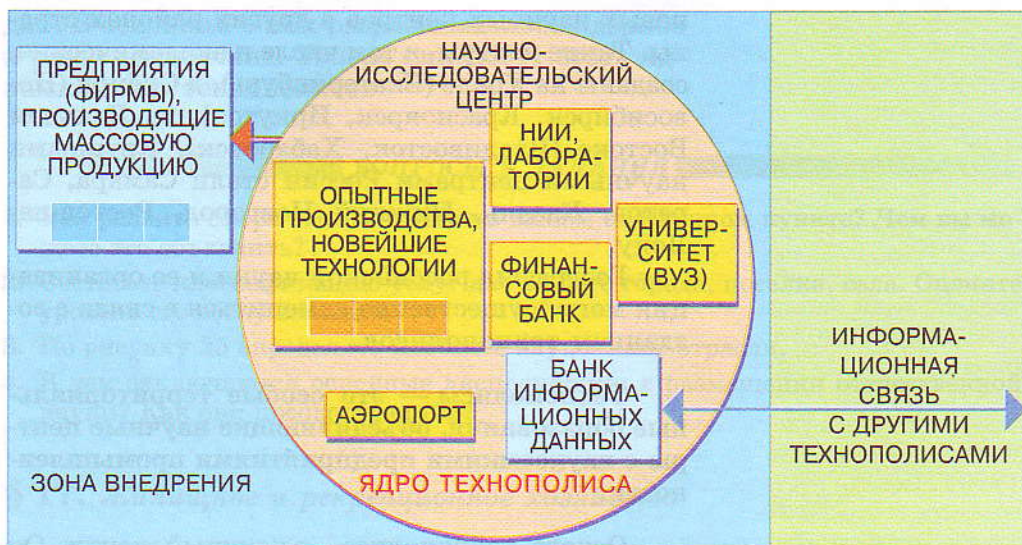 ПРЕДПРИЯТИЯ
(ФИРМЫ),
ПРОИЗВОДЯЩИЕ
МАССОВУЮ
ПРОДУКЦИЮ
НАУЧНО-
ИССЛЕДОВАТЕЛЬСКИЙ
ЦЕНТР
НИИ,
ЛАБОРА-
ТОРИИ
ОПЫТНЫЕ
ПРОИЗВОДСТВА,
НОВЕЙШИЕ
ТЕХНОЛОГИИ
ФИНАН-
СОВЫЙ
БАНК
УНИВЕР-
СИТЕТ
(ВУЗ)
АЭРОПОРТ
БАНК
ИНФОРМА-
ЦИОННЫХ
ДАННЫХ
ИНФОРМА-
ЦИОННАЯ
СВЯЗЬ
С ДРУГИМИ
ТЕХНОПОЛИСАМИ
ЗОНА ВНЕДРЕНИЯ
ЯДРО ТЕХНОПОЛИСА